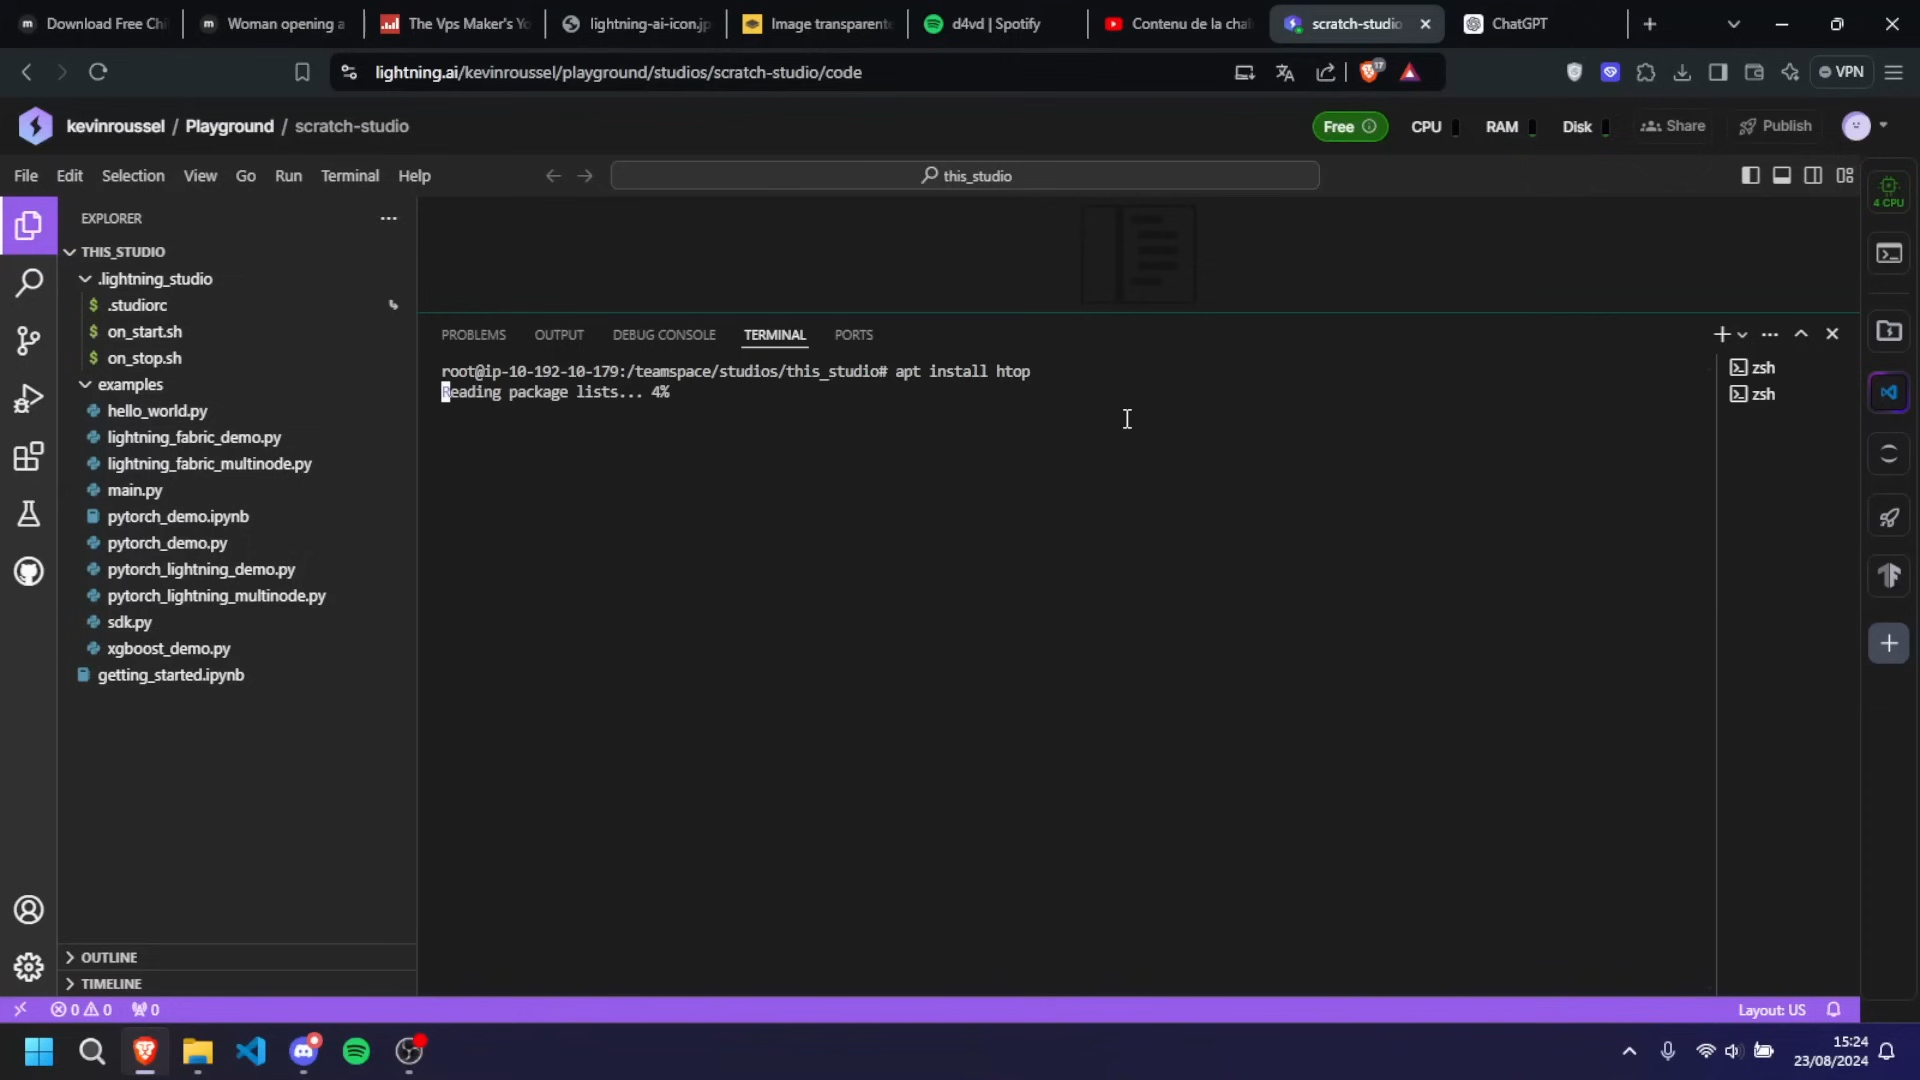 Download Free Chi
Woman opening a
The Vps Maker's Yo
lightning-ai-icon.jp
Image transparente
d4vd | Spotify
Contenu de la chaî
scratch-studio
ChatGPT
lightning.ai/kevinroussel/playground/studios/scratch-studio/code
17
VPN
kevinroussel / Playground / scratch-studio
Free
CPU
RAM
Disk
Share
Publish
File Edit Selection View Go Run Terminal Help
this_studio
4 CPU
EXPLORER
THIS_STUDIO
.lightning_studio
$ .studiorc
$ on_start.sh
$ on_stop.sh
examples
hello_world.py
lightning_fabric_demo.py
lightning_fabric_multinode.py
main.py
pytorch_demo.ipynb
pytorch_demo.py
pytorch_lightning_demo.py
pytorch_lightning_multinode.py
sdk.py
xgboost_demo.py
getting_started.ipynb
OUTLINE
TIMELINE
PROBLEMS OUTPUT DEBUG CONSOLE TERMINAL PORTS
root@ip-10-192-10-179:/teamspace/studios/this_studio# apt install htop
Reading package lists... 4%
zsh
zsh
0 0 0
Layout: US
15:24
23/08/2024